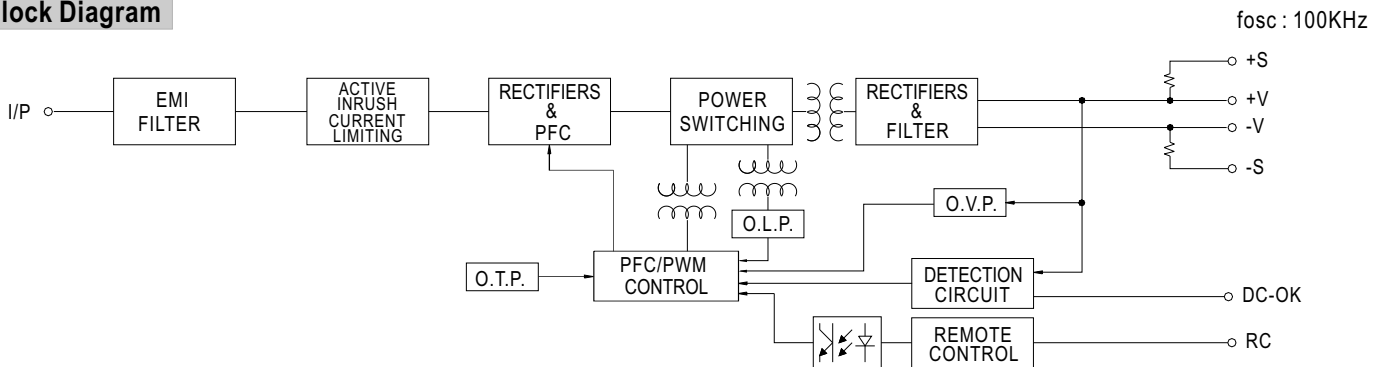 lock Diagram
fosc : 100KHz
I/P
EMI
FILTER
ACTIVE
INRUSH
CURRENT
LIMITING
RECTIFIERS
&
PFC
POWER
SWITCHING
RECTIFIERS
&
FILTER
+S
+V
-V
-S
O.L.P.
O.V.P.
O.T.P.
PFC/PWM
CONTROL
DETECTION
CIRCUIT
DC-OK
REMOTE
CONTROL
RC